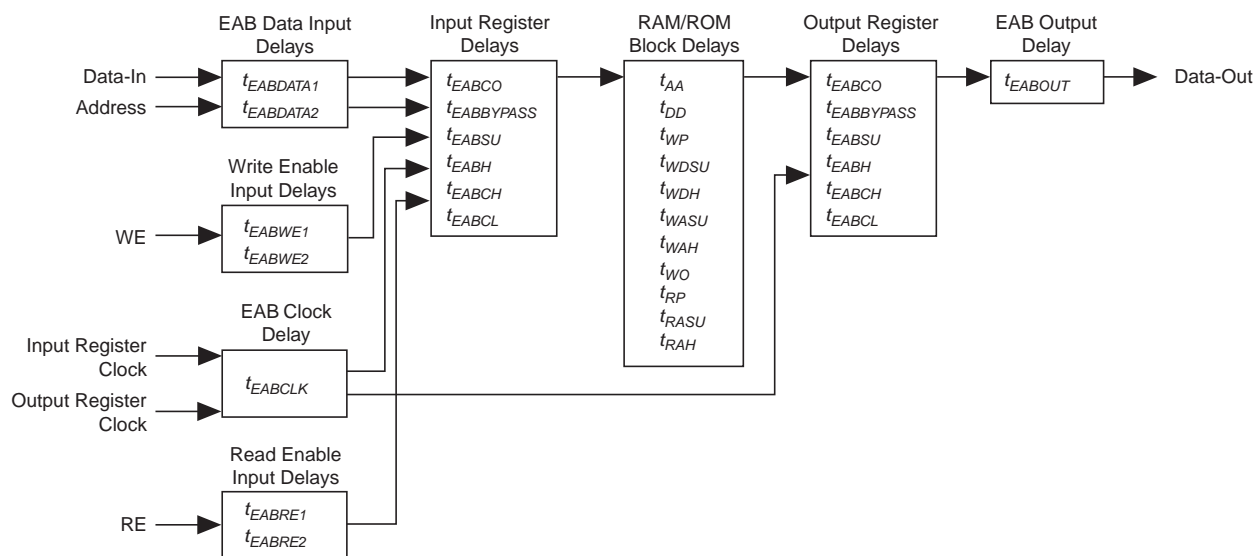 EAB Data Input
Delays
Data-In
Address
tEABDATA1
tEABDATA2
Write Enable
Input Delays
WE
tEABWE1
tEABWE2
EAB Clock
Delay
Input Register
Clock
Output Register
Clock
tEABCLK
Read Enable
Input Delays
RE
tEABRE1
tEABRE2
Input Register
Delays
tEABCO
tEABBYPASS
tEABSU
tEABH
tEABCH
tEABCL
RAM/ROM
Block Delays
tAA
tDD
tWP
tWDSU
tWDH
tWASU
tWAH
tWO
tRP
tRASU
tRAH
Output Register
Delays
tEABCO
tEABBYPASS
tEABSU
tEABH
tEABCH
tEABCL
EAB Output
Delay
tEABOUT
Data-Out